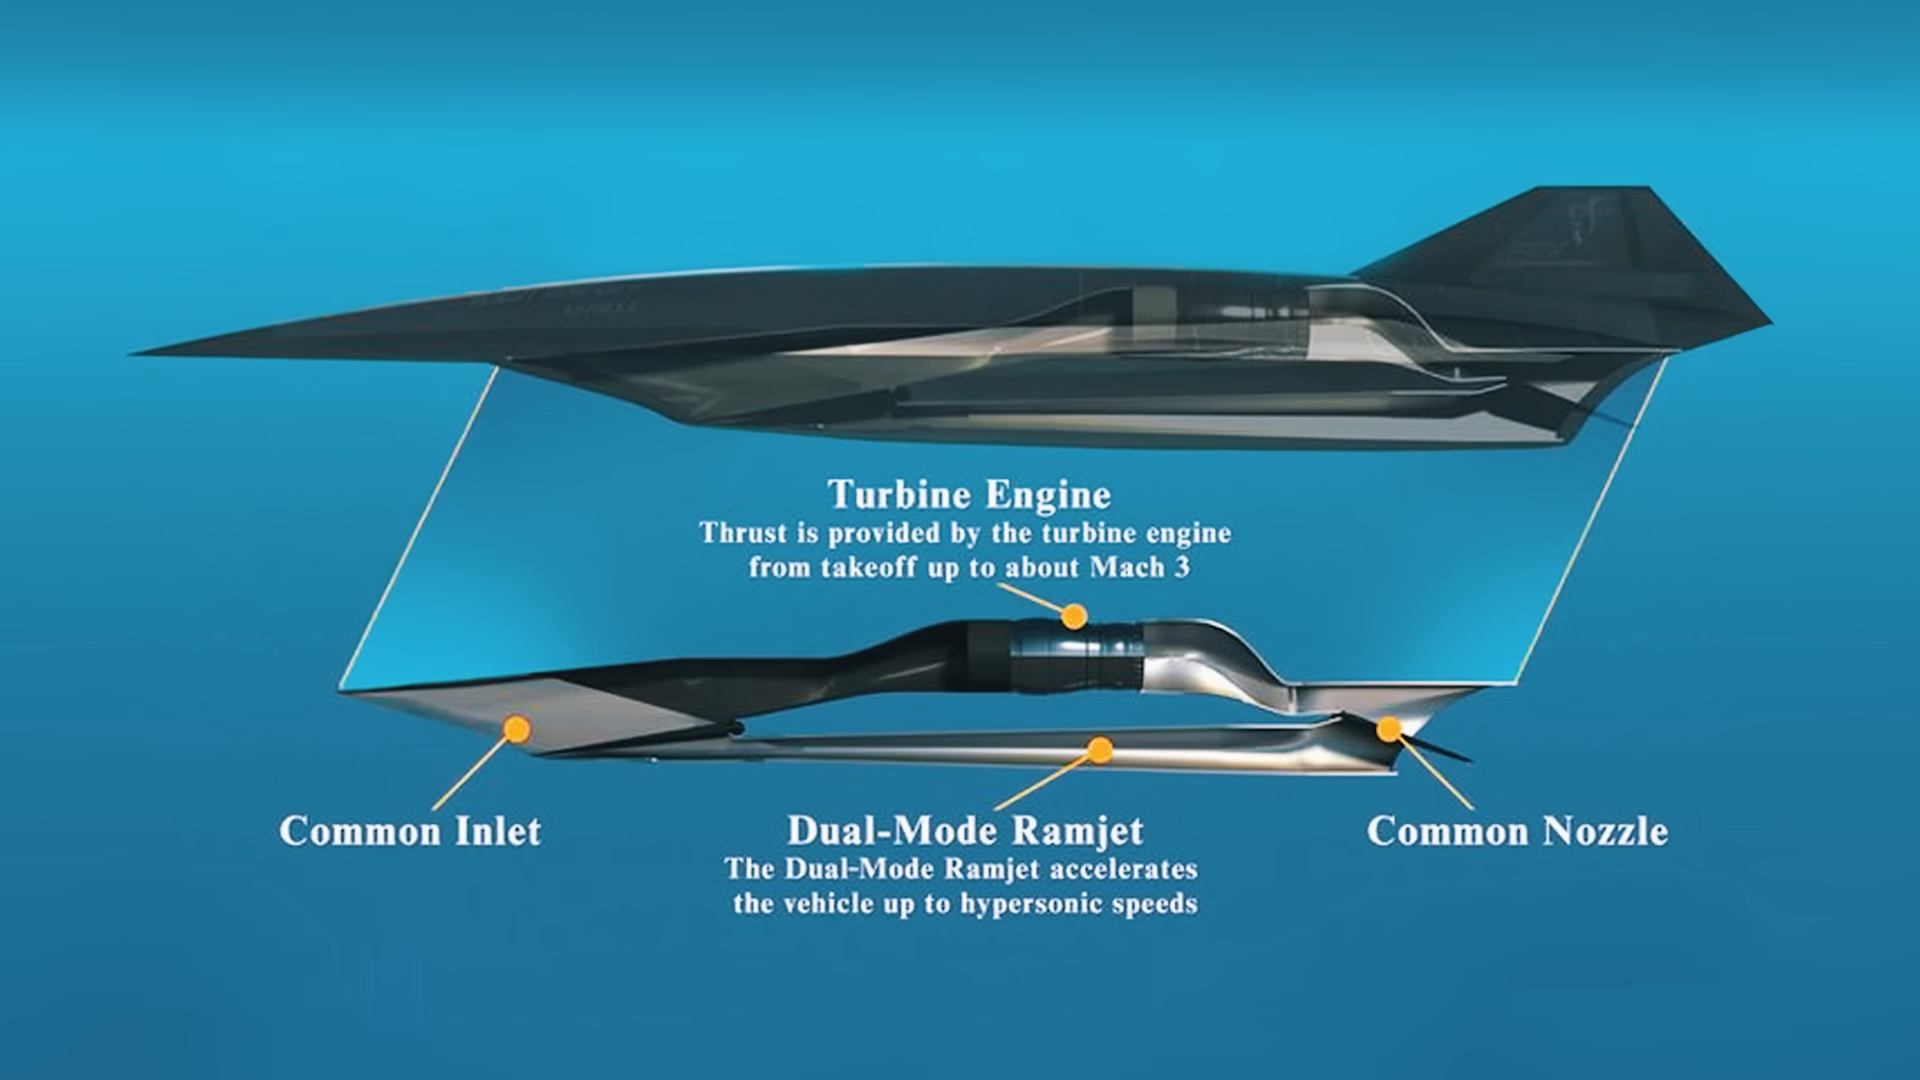 Turbine Engine
Thrust is provided by the turbine engine
from takeoff up to about Mach 3
Common Inlet
Dual-Mode Ramjet
The Dual-Mode Ramjet accelerates
the vehicle up to hypersonic speeds
Common Nozzle